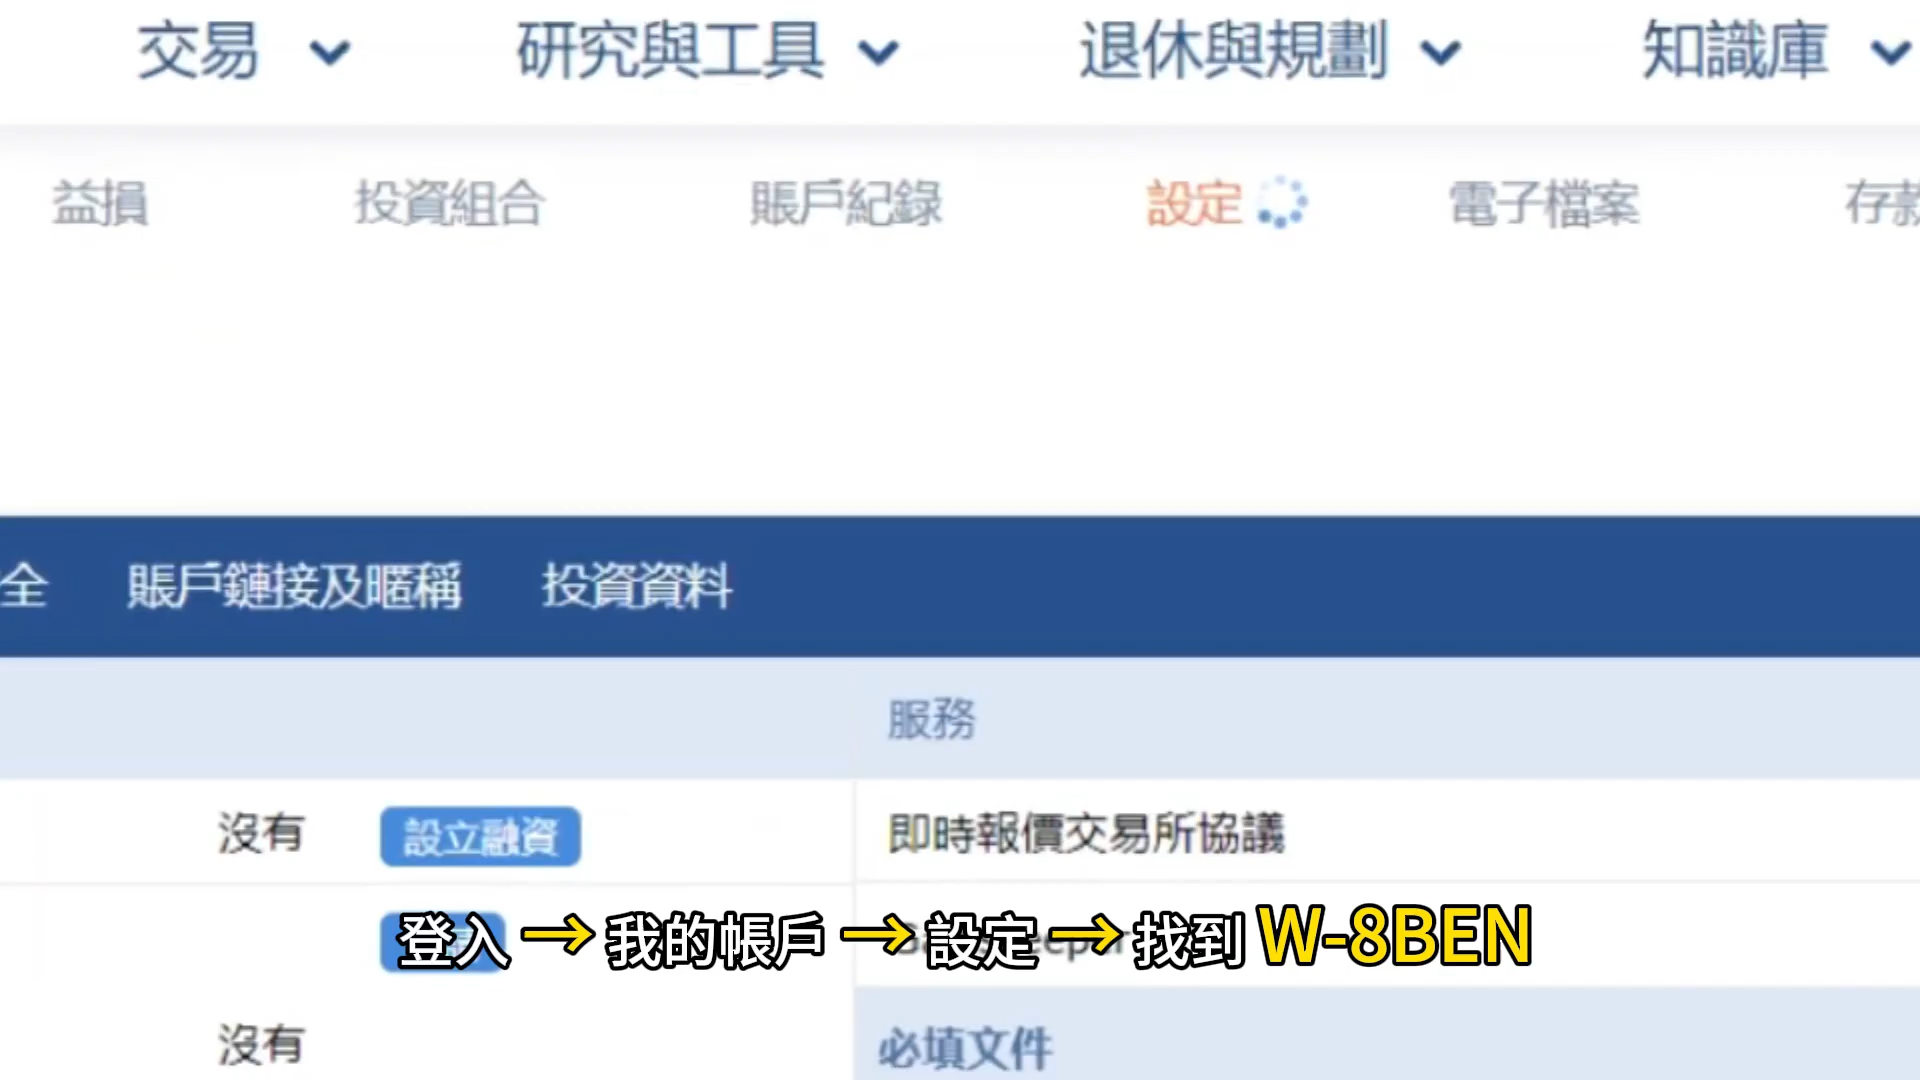 交易 研究與工具 退休與規劃 知識庫
益損 投資組合 賬戶紀錄 設定 電子檔案 存款
全 賬戶鏈接及暱稱 投資資料
服務
沒有 設立融資 即時報價交易所協議
登入 → 我的帳戶 → 設定 → 找到 W-8BEN
沒有 必填文件